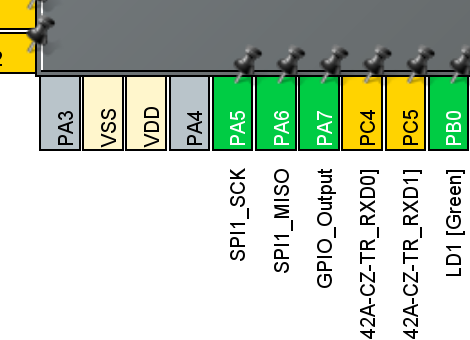 2
PA3
VSS
VDD
PA4
PA5
PA6
PA7
PC4
PC5
PB0
SPI1_SCK
SPI1_MISO
GPIO_Output
42A-CZ-TR_RXD0]
42A-CZ-TR_RXD1]
LD1 [Green]